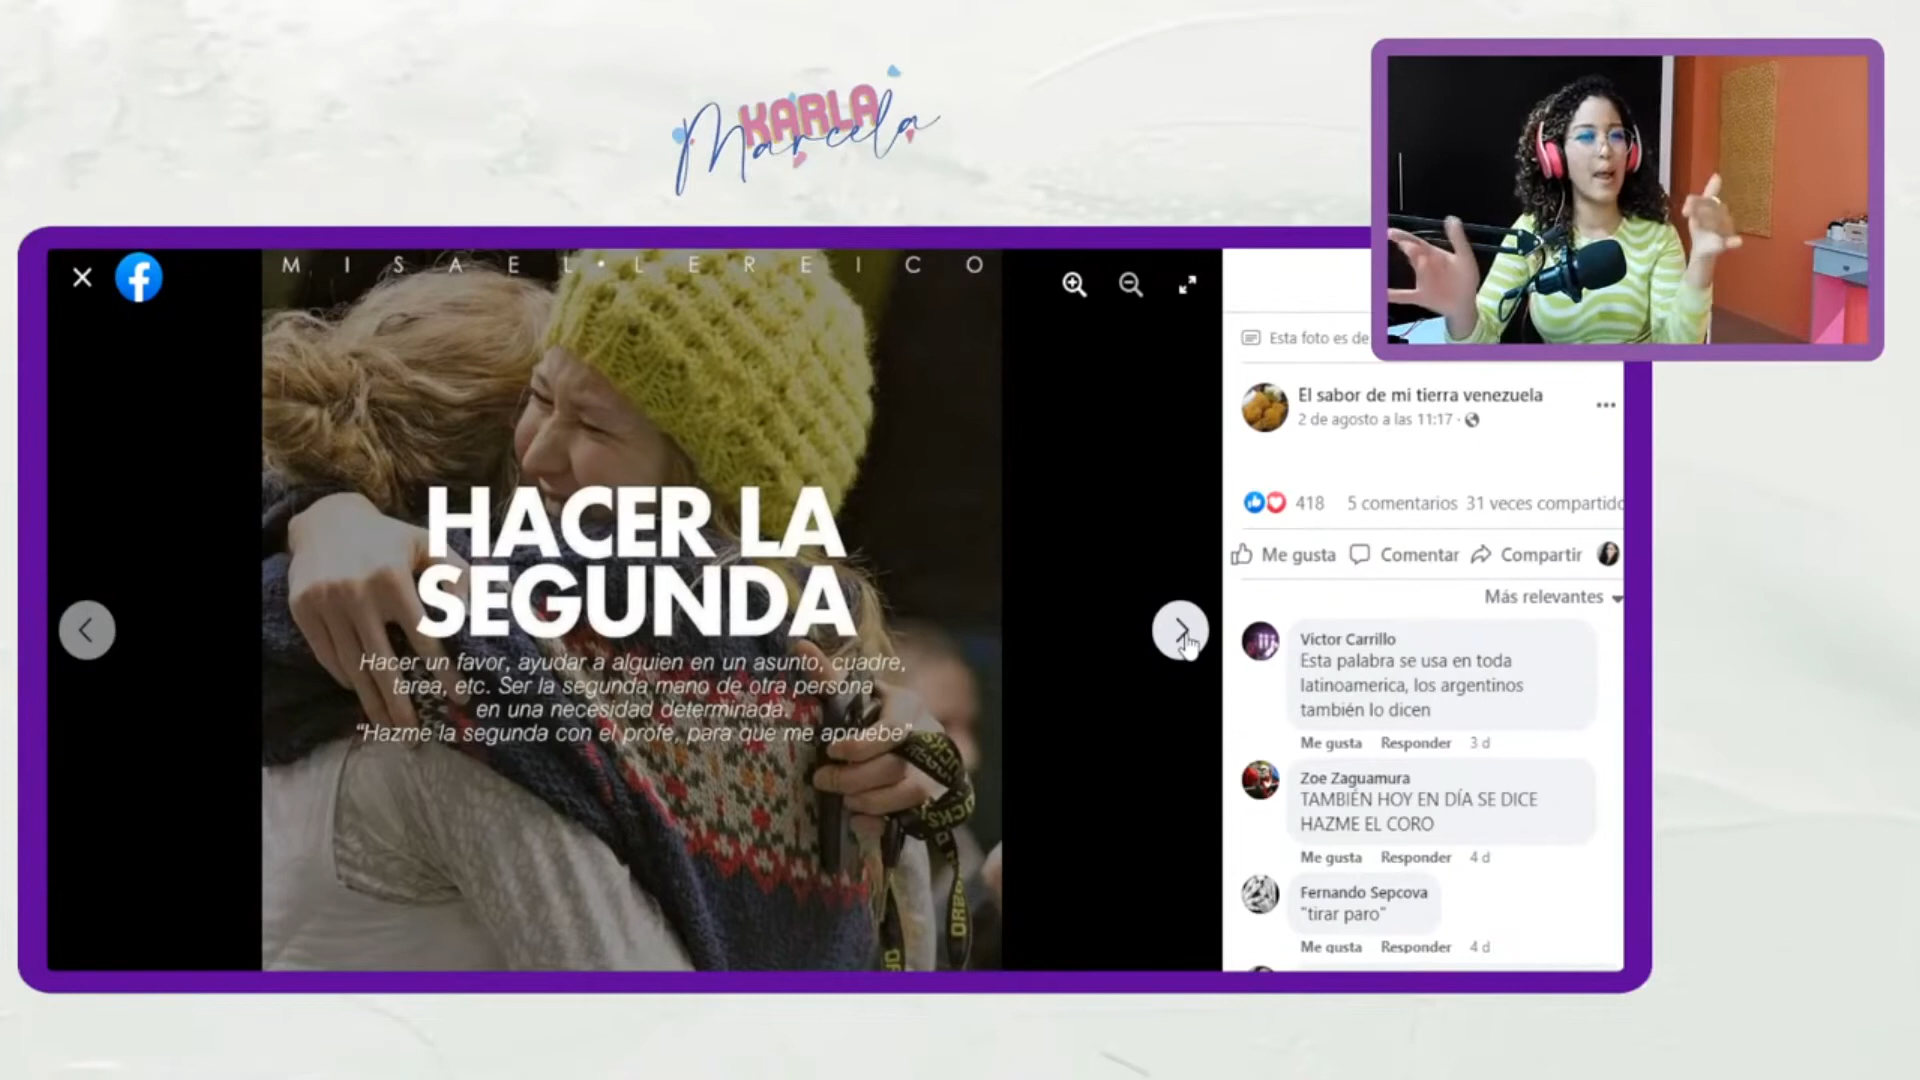 KARLA
Marcela
MISAEL•LEREICO
HACER LA
SEGUNDA
Hacer un favor, ayudar a alguien en un asunto, cuadre,
tarea, etc. Ser la segunda mano de otra persona
en una necesidad determinada.
"Hazme la segunda con el profe, para que me apruebe"
Esta foto es de
El sabor de mi tierra venezuela
2 de agosto a las 11:17 ·
418 5 comentarios 31 veces compartido
Me gusta Comentar Compartir
Más relevantes
Victor Carrillo
Esta palabra se usa en toda
latinoamerica, los argentinos
también lo dicen
Me gusta Responder 3 d
Zoe Zaguamura
TAMBIÉN HOY EN DÍA SE DICE
HAZME EL CORO
Me gusta Responder 4 d
Fernando Sepcova
"tirar paro"
Me gusta Responder 4 d